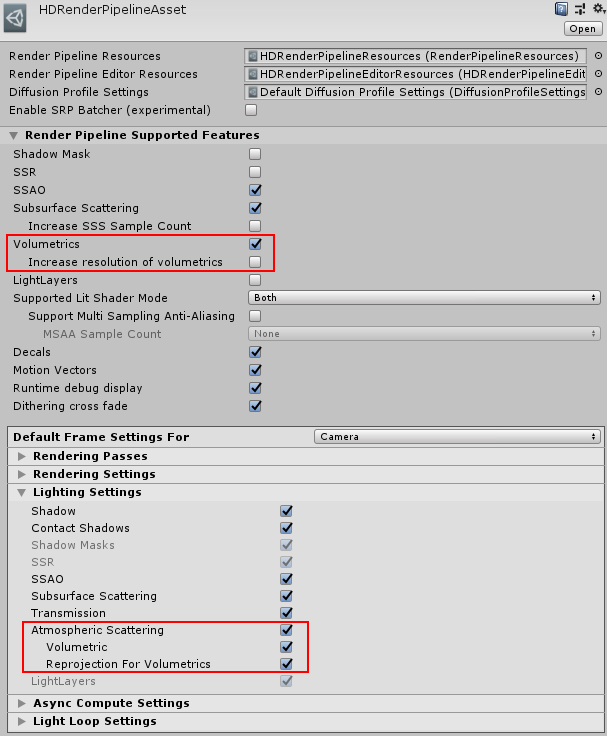 HDRenderPipelineAsset
Open
Render Pipeline Resources HDRenderPipelineResources (RenderPipelineResources)
Render Pipeline Editor Resources HDRenderPipelineEditorResources (HDRenderPipelineEdit
Diffusion Profile Settings Default Diffusion Profile Settings (DiffusionProfileSettings
Enable SRP Batcher (experimental)
Render Pipeline Supported Features
Shadow Mask
SSR
SSAO
Subsurface Scattering
Increase SSS Sample Count
Volumetrics
Increase resolution of volumetrics
LightLayers
Supported Lit Shader Mode Both
Support Multi Sampling Anti-Aliasing
MSAA Sample Count None
Decals
Motion Vectors
Runtime debug display
Dithering cross fade
Default Frame Settings For Camera
Rendering Passes
Rendering Settings
Lighting Settings
Shadow
Contact Shadows
Shadow Masks
SSR
SSAO
Subsurface Scattering
Transmission
Atmospheric Scattering
Volumetric
Reprojection For Volumetrics
LightLayers
Async Compute Settings
Light Loop Settings